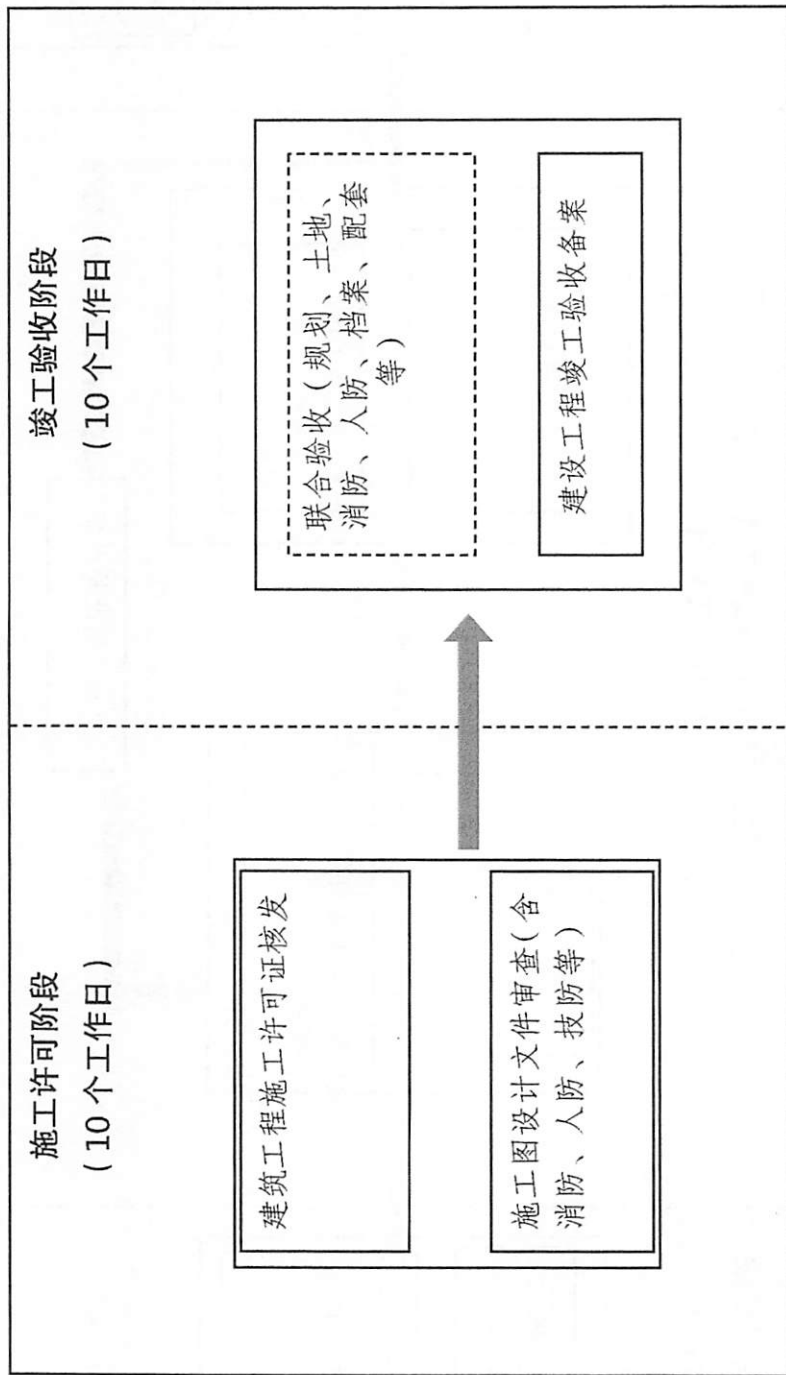 施工许可阶段
（10个工作日）
建筑工程施工许可证核发
施工图设计文件审查（含
消防、人防、技防等）
竣工验收阶段
（10个工作日）
联合验收（规划、土地、
消防、人防、档案、配套
等）
建设工程竣工验收备案